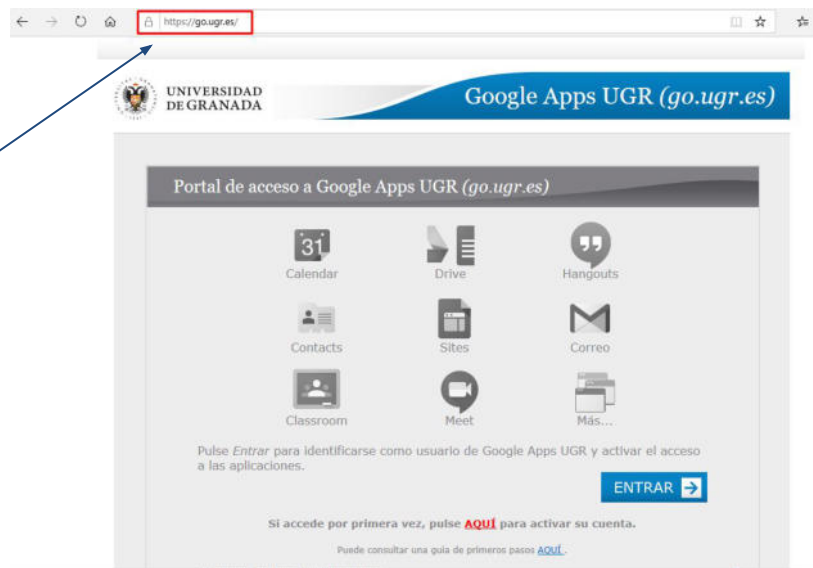 https://go.ugr.es/
UNIVERSIDAD
DE GRANADA
Google Apps UGR (go.ugr.es)
Portal de acceso a Google Apps UGR (go.ugr.es)
31
Calendar
Drive
Hangouts
Contacts
Sites
Correo
Classroom
Meet
Más...
Pulse Entrar para identificarse como usuario de Google Apps UGR y activar el acceso
a las aplicaciones.
ENTRAR
Si accede por primera vez, pulse AQUÍ para activar su cuenta.
Puede consultar una guía de primeros pasos AQUÍ .